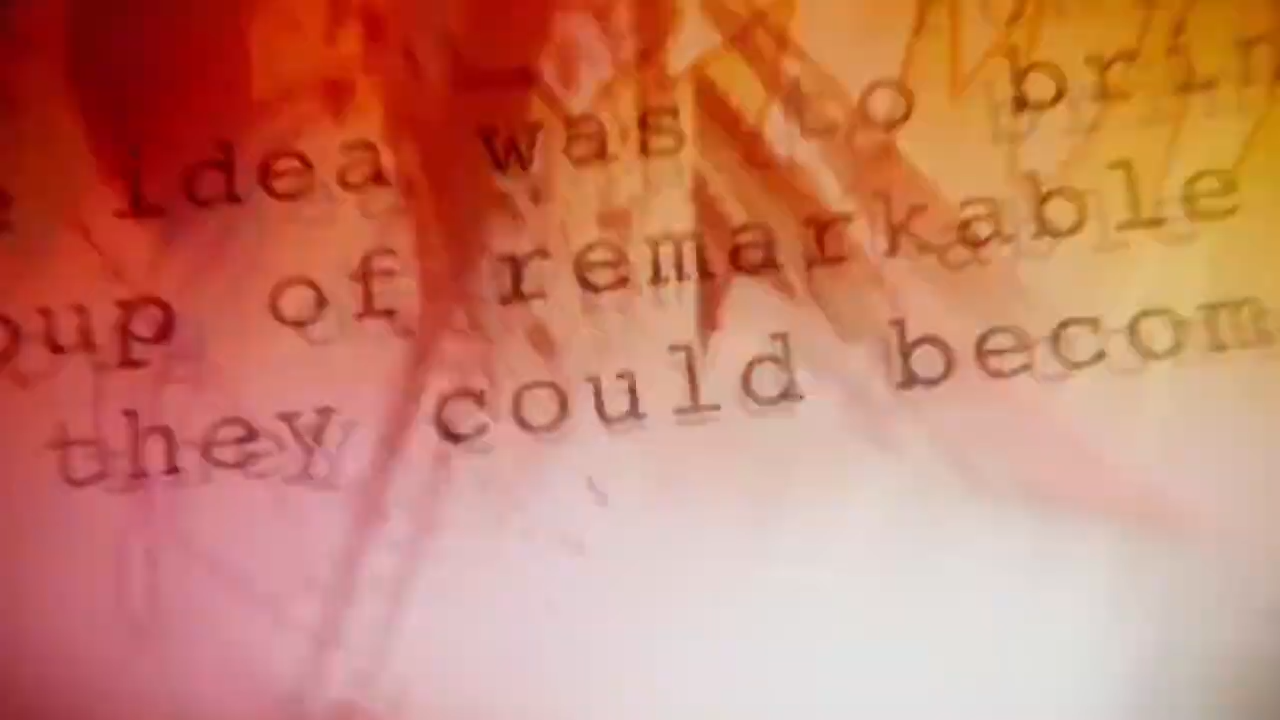 e idea was to brin
oup of remarkable
they could becom